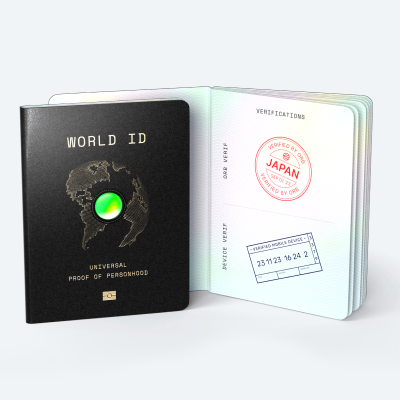 WORLD ID
UNIVERSAL
PROOF OF PERSONHOOD
VERIFICATIONS
ORB VERIF
VERIFIED BY ORB
JAPAN
VERIFIED BY ORB
DEVICE VERIF
VERIFIED MOBILE DEVICE
23 11 23 16 24 2